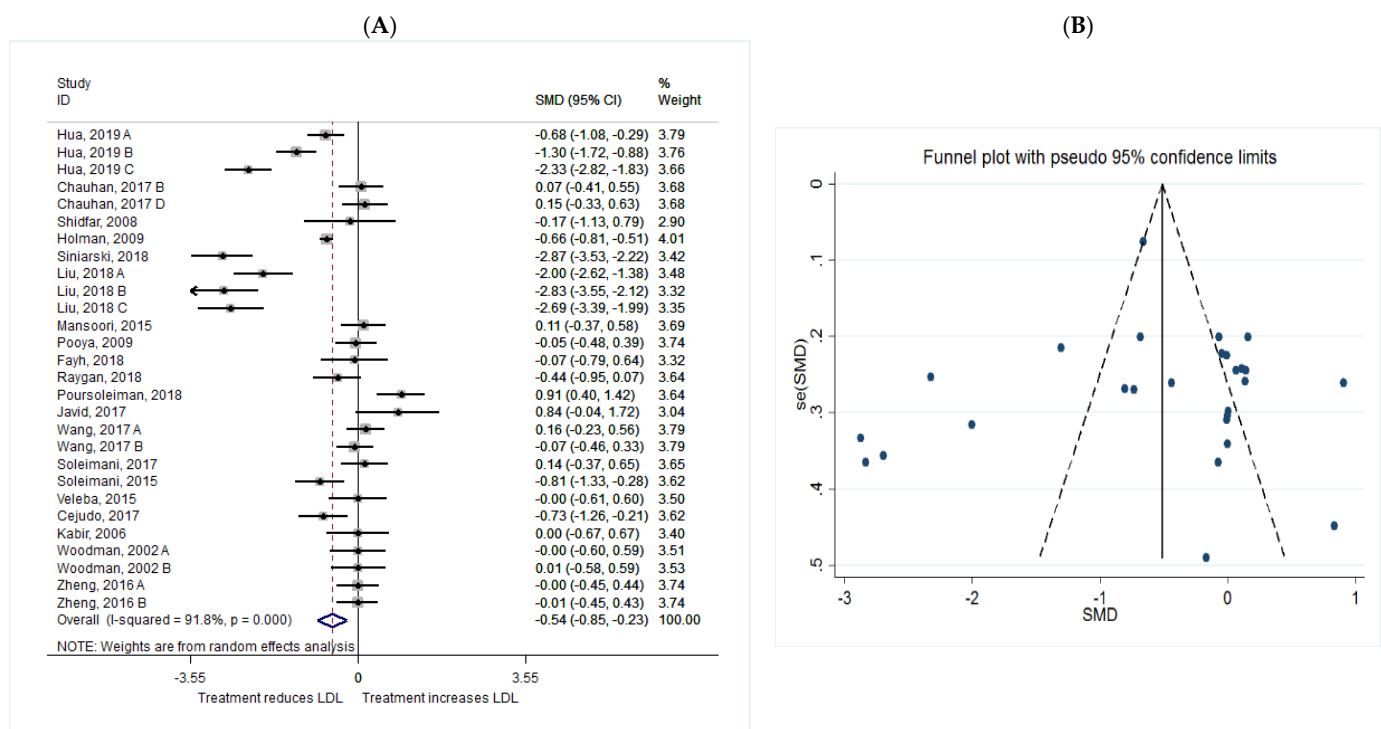 (A)
Study
ID
SMD (95% CI)
%
Weight
Hua, 2019 A -0.68 (-1.08, -0.29) 3.79
Hua, 2019 B -1.30 (-1.72, -0.88) 3.76
Hua, 2019 C -2.33 (-2.82, -1.83) 3.66
Chauhan, 2017 B 0.07 (-0.41, 0.55) 3.68
Chauhan, 2017 D 0.15 (-0.33, 0.63) 3.68
Shidfar, 2008 -0.17 (-1.13, 0.79) 2.90
Holman, 2009 -0.66 (-0.81, -0.51) 4.01
Siniarski, 2018 -2.87 (-3.53, -2.22) 3.42
Liu, 2018 A -2.00 (-2.62, -1.38) 3.48
Liu, 2018 B -2.83 (-3.55, -2.12) 3.32
Liu, 2018 C -2.69 (-3.39, -1.99) 3.35
Mansoori, 2015 0.11 (-0.37, 0.58) 3.69
Pooya, 2009 -0.05 (-0.48, 0.39) 3.74
Fayh, 2018 -0.07 (-0.79, 0.64) 3.32
Raygan, 2018 -0.44 (-0.95, 0.07) 3.64
Poursoleiman, 2018 0.91 (0.40, 1.42) 3.64
Javid, 2017 0.84 (-0.04, 1.72) 3.04
Wang, 2017 A 0.16 (-0.23, 0.56) 3.79
Wang, 2017 B -0.07 (-0.46, 0.33) 3.79
Soleimani, 2017 0.14 (-0.37, 0.65) 3.65
Soleimani, 2015 -0.81 (-1.33, -0.28) 3.62
Veleba, 2015 -0.00 (-0.61, 0.60) 3.50
Cejudo, 2017 -0.73 (-1.26, -0.21) 3.62
Kabir, 2006 0.00 (-0.67, 0.67) 3.40
Woodman, 2002 A -0.00 (-0.60, 0.59) 3.51
Woodman, 2002 B 0.01 (-0.58, 0.59) 3.53
Zheng, 2016 A -0.00 (-0.45, 0.44) 3.74
Zheng, 2016 B -0.01 (-0.45, 0.43) 3.74
Overall (I-squared = 91.8%, p = 0.000) -0.54 (-0.85, -0.23) 100.00
NOTE: Weights are from random effects analysis
-3.55 0 3.55
Treatment reduces LDL Treatment increases LDL
(B)
Funnel plot with pseudo 95% confidence limits
se(SMD)
0
.1
.2
.3
.4
.5
-3 -2 -1 0 1
SMD